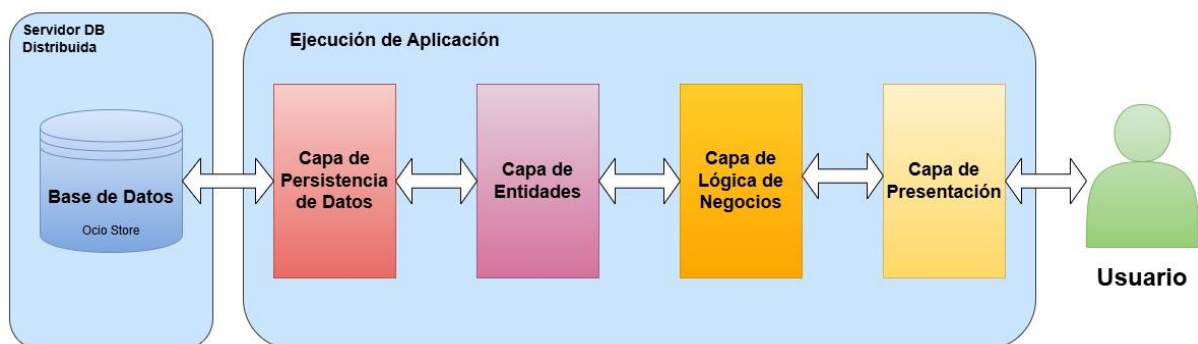 Servidor DB
Distribuida
Base de Datos
Ocio Store
Ejecución de Aplicación
Capa de
Persistencia
de Datos
Capa de
Entidades
Capa de
Lógica de
Negocios
Capa de
Presentación
Usuario